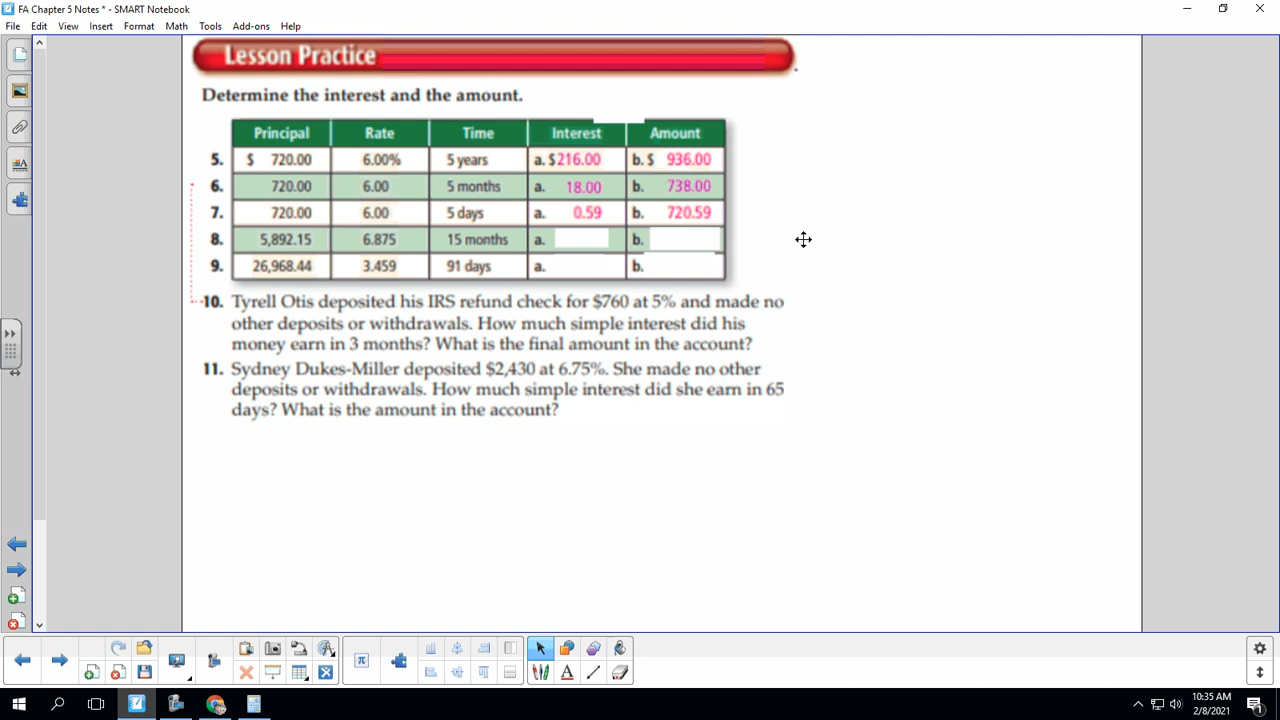 FA Chapter 5 Notes * - SMART Notebook
File Edit View Insert Format Math Tools Add-ons Help
Lesson Practice
Determine the interest and the amount.
Principal Rate Time Interest Amount
5. $ 720.00 6.00% 5 years a. $216.00 b. $ 936.00
6. 720.00 6.00 5 months a. 18.00 b. 738.00
7. 720.00 6.00 5 days a. 0.59 b. 720.59
8. 5,892.15 6.875 15 months a. b.
9. 26,968.44 3.459 91 days a. b.
10. Tyrell Otis deposited his IRS refund check for $760 at 5% and made no
other deposits or withdrawals. How much simple interest did his
money earn in 3 months? What is the final amount in the account?
11. Sydney Dukes-Miller deposited $2,430 at 6.75%. She made no other
deposits or withdrawals. How much simple interest did she earn in 65
days? What is the amount in the account?
π
A
10:35 AM
2/8/2021
1